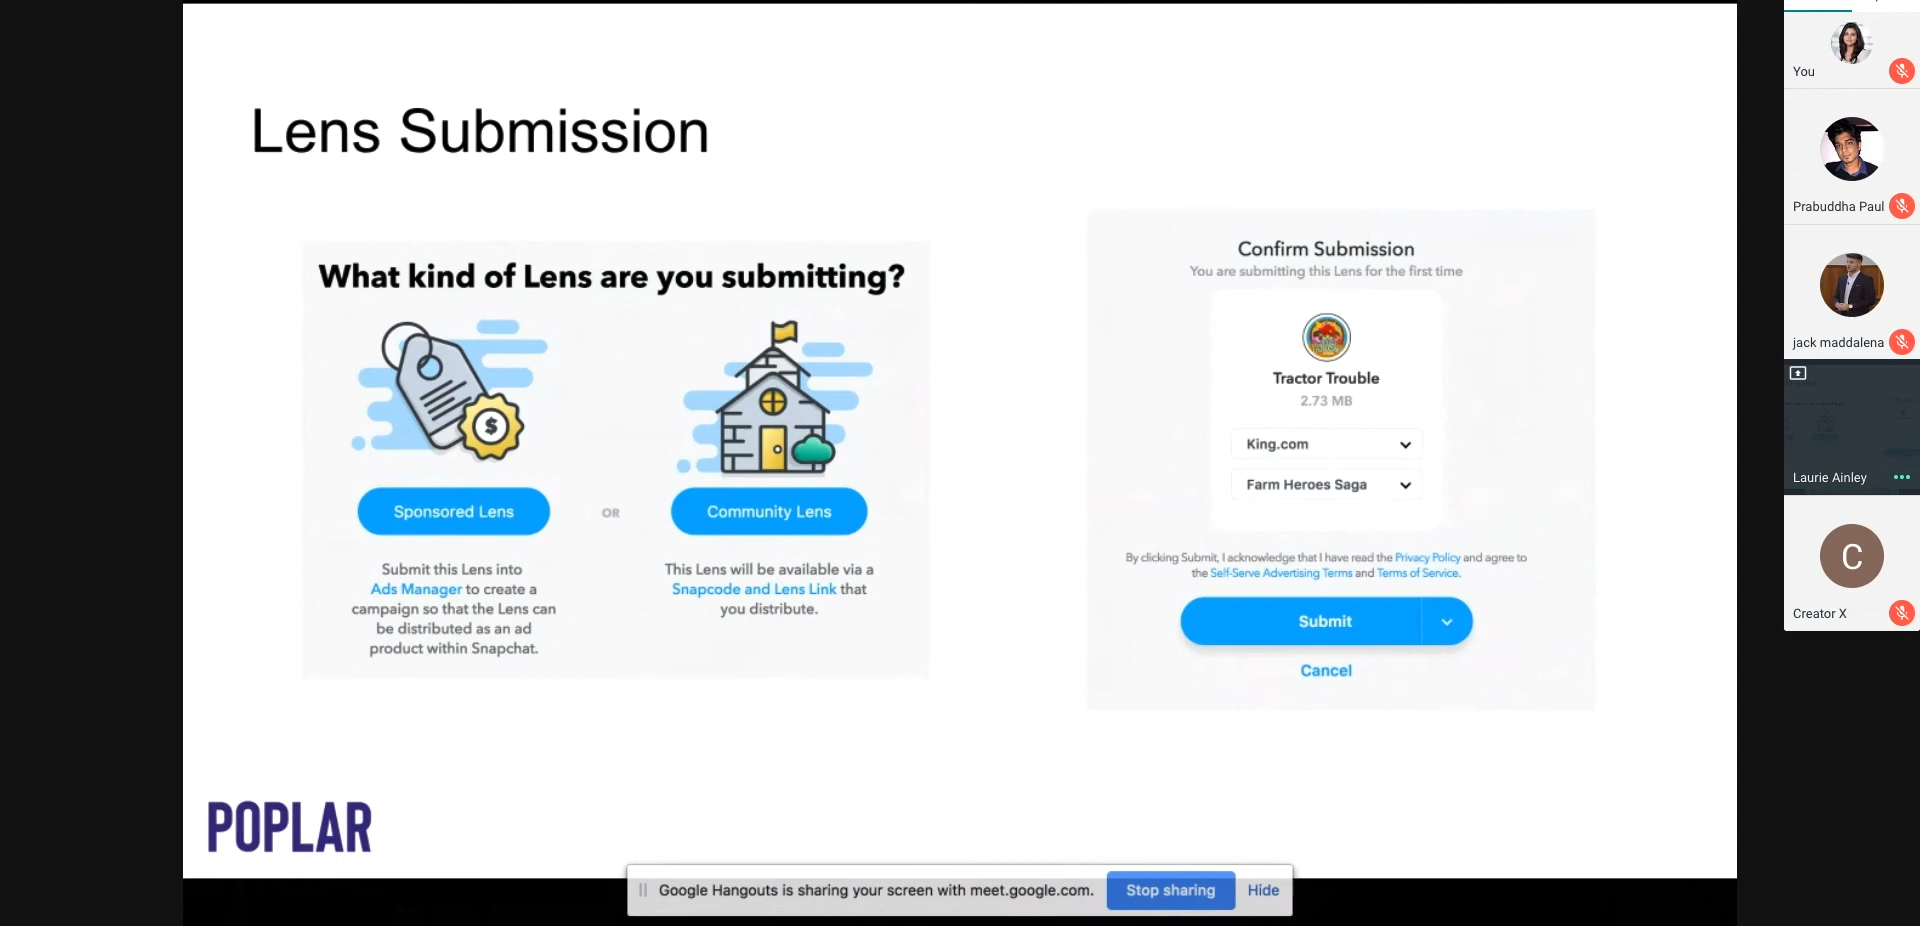 Lens Submission
What kind of Lens are you submitting?
$
Sponsored Lens
OR
Community Lens
Submit this Lens into
Ads Manager to create a
campaign so that the Lens can
be distributed as an ad
product within Snapchat.
This Lens will be available via a
Snapcode and Lens Link that
you distribute.
Confirm Submission
You are submitting this Lens for the first time
Tractor Trouble
2.73 MB
King.com
Farm Heroes Saga
By clicking Submit, I acknowledge that I have read the Privacy Policy and agree to
the Self-Serve Advertising Terms and Terms of Service.
Submit
Cancel
POPLAR
Google Hangouts is sharing your screen with meet.google.com.
Stop sharing
Hide
You
Prabuddha Paul
jack maddalena
Laurie Ainley
C
Creator X